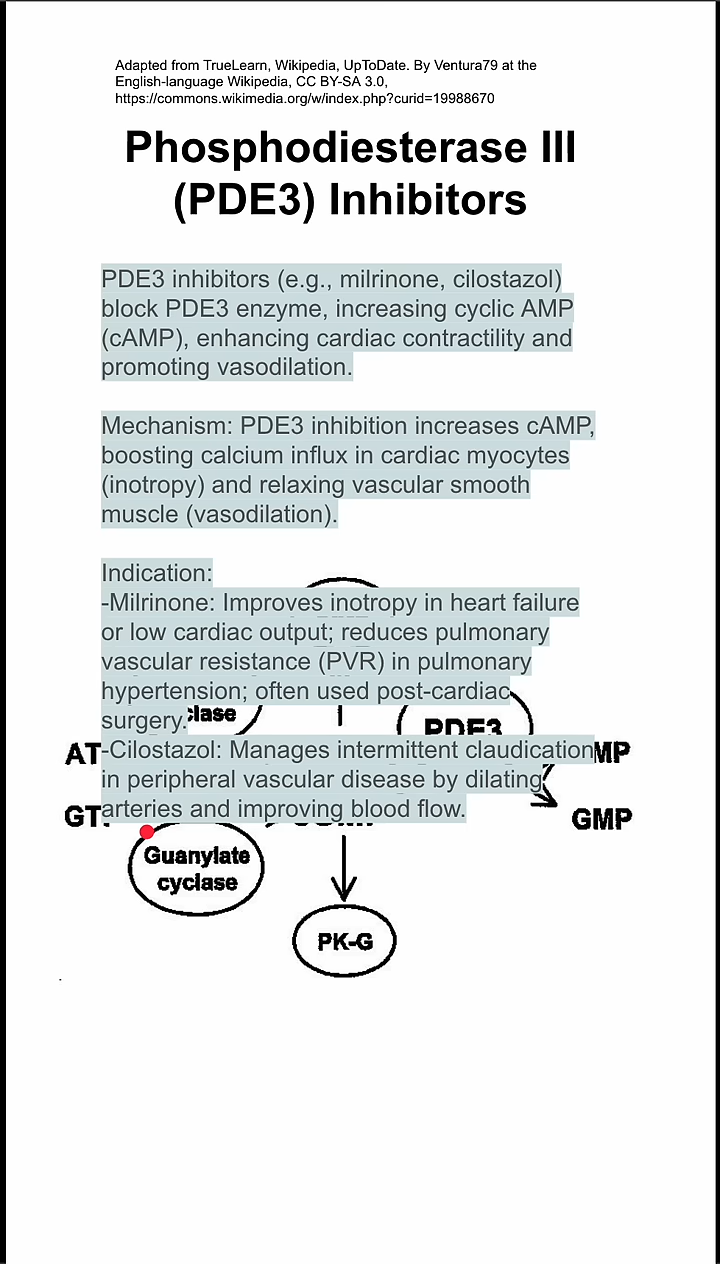 Adapted from TrueLearn, Wikipedia, UpToDate. By Ventura79 at the
English-language Wikipedia, CC BY-SA 3.0,
https://commons.wikimedia.org/w/index.php?curid=19988670
Phosphodiesterase III
(PDE3) Inhibitors
PDE3 inhibitors (e.g., milrinone, cilostazol)
block PDE3 enzyme, increasing cyclic AMP
(cAMP), enhancing cardiac contractility and
promoting vasodilation.
Mechanism: PDE3 inhibition increases cAMP,
boosting calcium influx in cardiac myocytes
(inotropy) and relaxing vascular smooth
muscle (vasodilation).
Indication:
-Milrinone: Improves inotropy in heart failure
or low cardiac output; reduces pulmonary
vascular resistance (PVR) in pulmonary
hypertension; often used post-cardiac
surgery.
PDE3
-Cilostazol: Manages intermittent claudication
in peripheral vascular disease by dilating
arteries and improving blood flow.
GMP
Guanylate
cyclase
PK-G